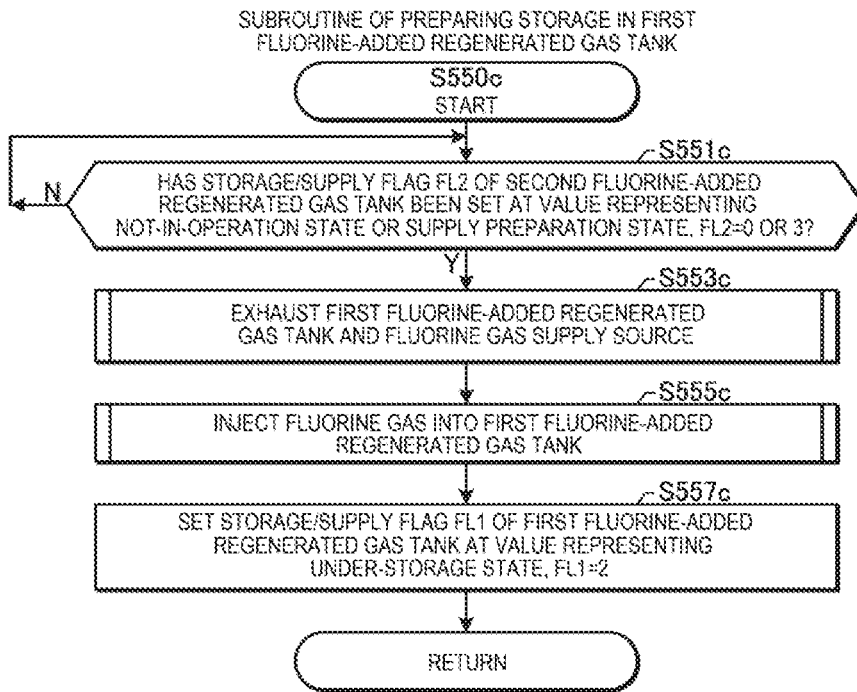 SUBROUTINE OF PREPARING STORAGE IN FIRST
FLUORINE-ADDED REGENERATED GAS TANK
S550c
START
S551c
N
HAS STORAGE/SUPPLY FLAG FL2 OF SECOND FLUORINE-ADDED
REGENERATED GAS TANK BEEN SET AT VALUE REPRESENTING
NOT-IN-OPERATION STATE OR SUPPLY PREPARATION STATE, FL2=0 OR 3?
Y
S553c
EXHAUST FIRST FLUORINE-ADDED REGENERATED
GAS TANK AND FLUORINE GAS SUPPLY SOURCE
S555c
INJECT FLUORINE GAS INTO FIRST FLUORINE-ADDED
REGENERATED GAS TANK
S557c
SET STORAGE/SUPPLY FLAG FL1 OF FIRST FLUORINE-ADDED
REGENERATED GAS TANK AT VALUE REPRESENTING
UNDER-STORAGE STATE, FL1=2
RETURN